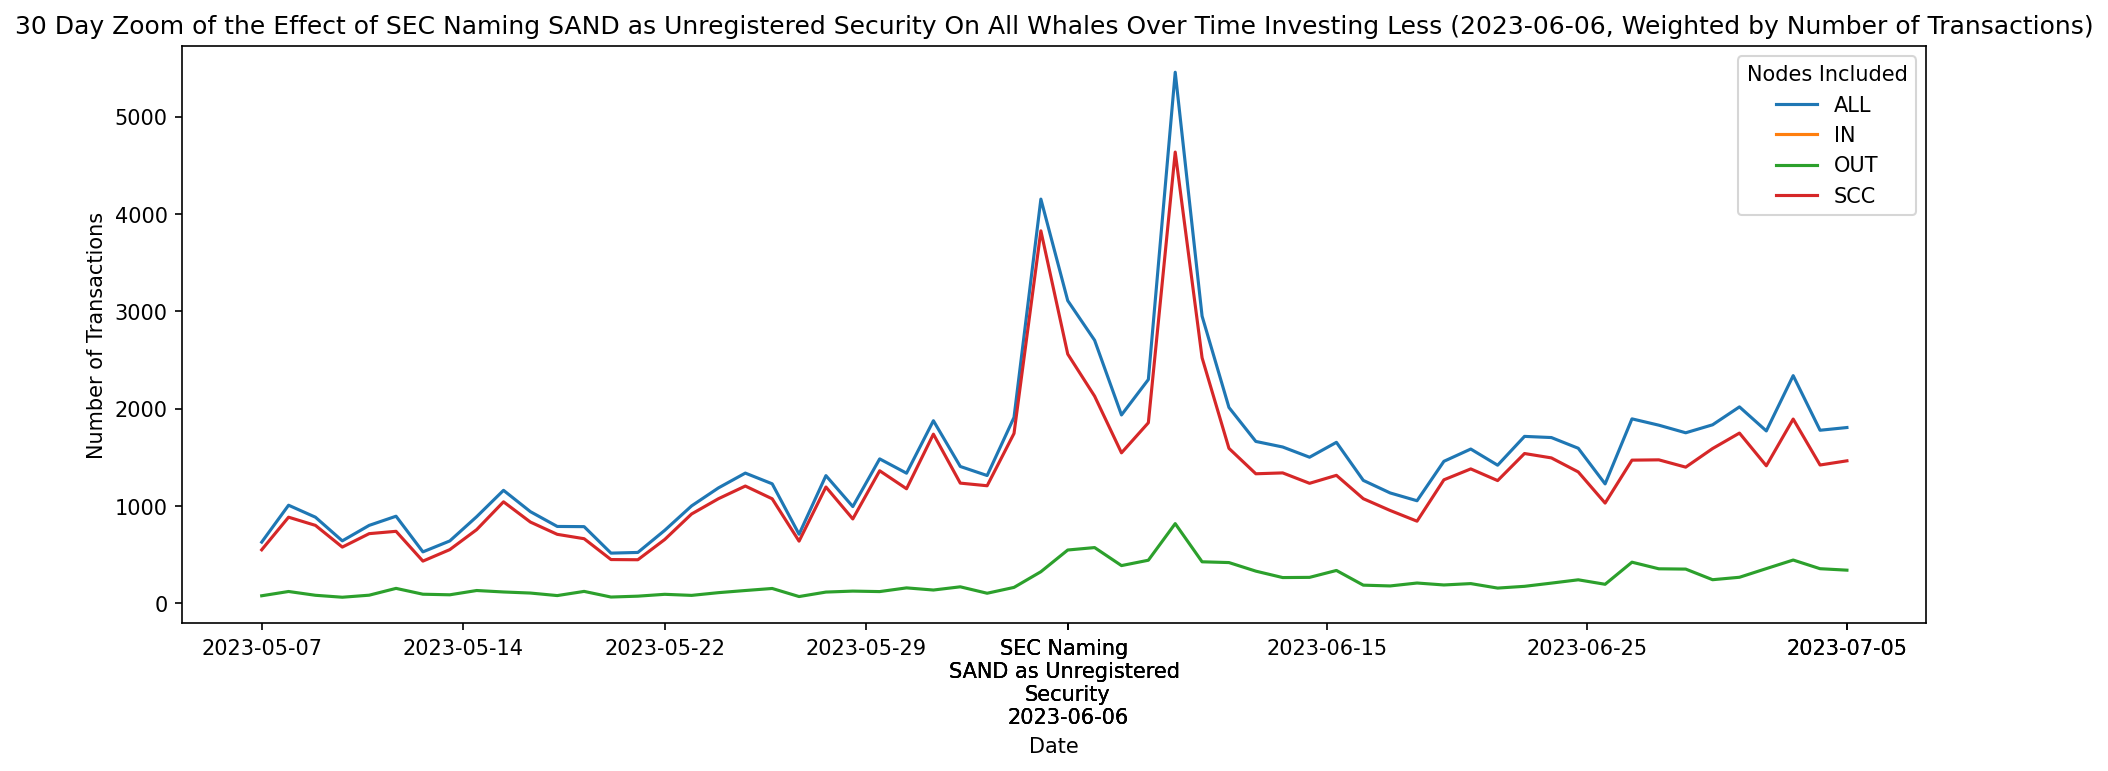 30 Day Zoom of the Effect of SEC Naming SAND as Unregistered Security On All Whales Over Time Investing Less (2023-06-06, Weighted by Number of Transactions)
Nodes Included
ALL
IN
OUT
SCC
Number of Transactions
5000
4000
3000
2000
1000
0
2023-05-07
2023-05-14
2023-05-22
2023-05-29
SEC Naming
SAND as Unregistered
Security
2023-06-06
2023-06-15
2023-06-25
2023-07-05
Date